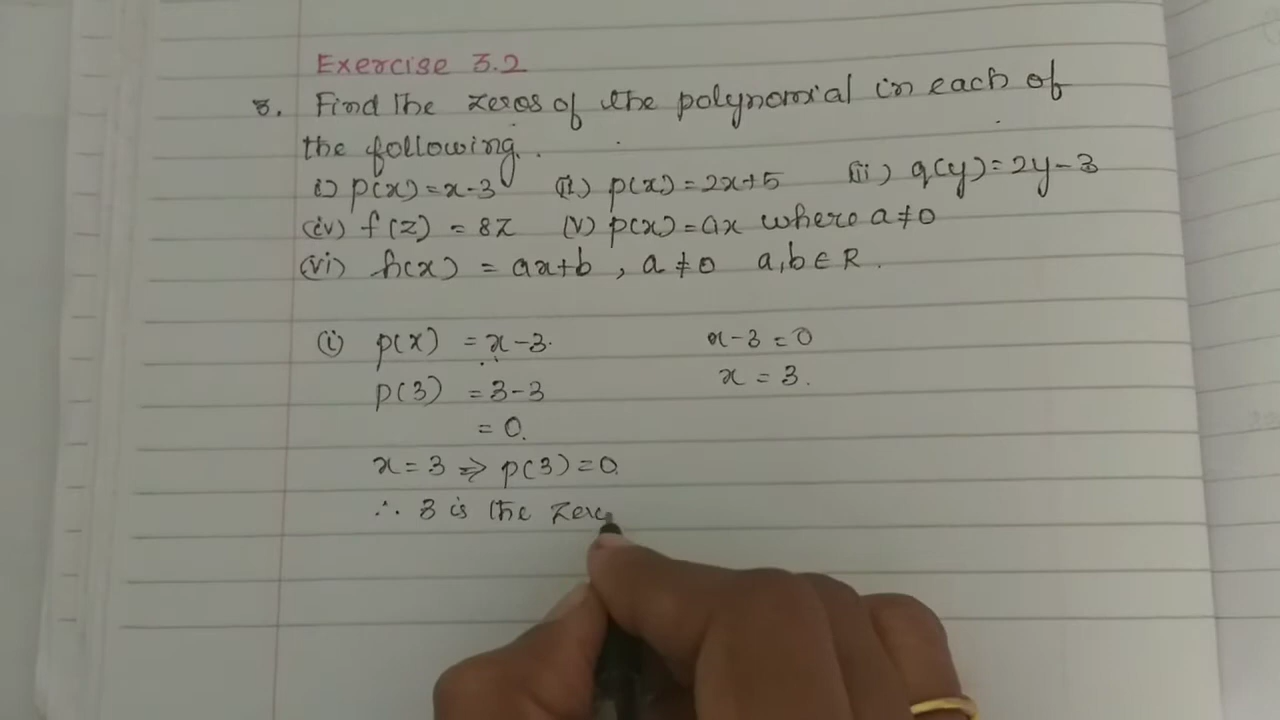 Exercise 3.2
3. Find the zeros of the polynomial in each of
the following.
i) p(x) = x-3 (ii) p(x) = 2x+5 (iii) q(y) = 2y-3
(iv) f(z) = 8z (v) p(x) = ax where a≠0
(vi) h(x) = ax+b , a≠0 a,b∈R.
(i) p(x) = x-3. x-3 = 0
p(3) = 3-3 x = 3.
= 0.
x = 3 ⇒ p(3) = 0.
∴ 3 is the zero